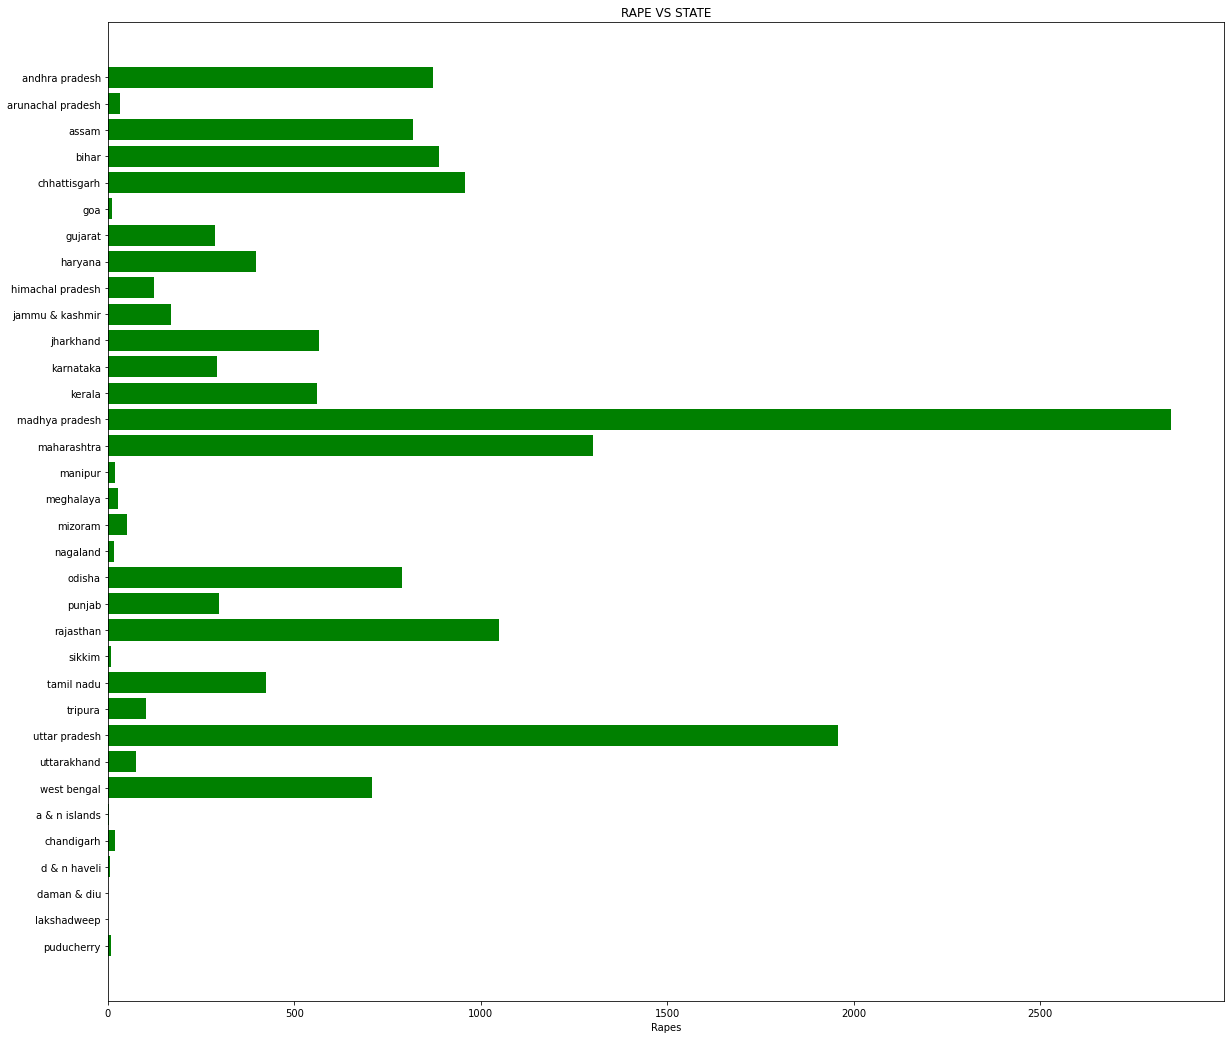 RAPE VS STATE
andhra pradesh
arunachal pradesh
assam
bihar
chhattisgarh
goa
gujarat
haryana
himachal pradesh
jammu & kashmir
jharkhand
karnataka
kerala
madhya pradesh
maharashtra
manipur
meghalaya
mizoram
nagaland
odisha
punjab
rajasthan
sikkim
tamil nadu
tripura
uttar pradesh
uttarakhand
west bengal
a & n islands
chandigarh
d & n haveli
daman & diu
lakshadweep
puducherry
0 500 1000 1500 2000 2500
Rapes